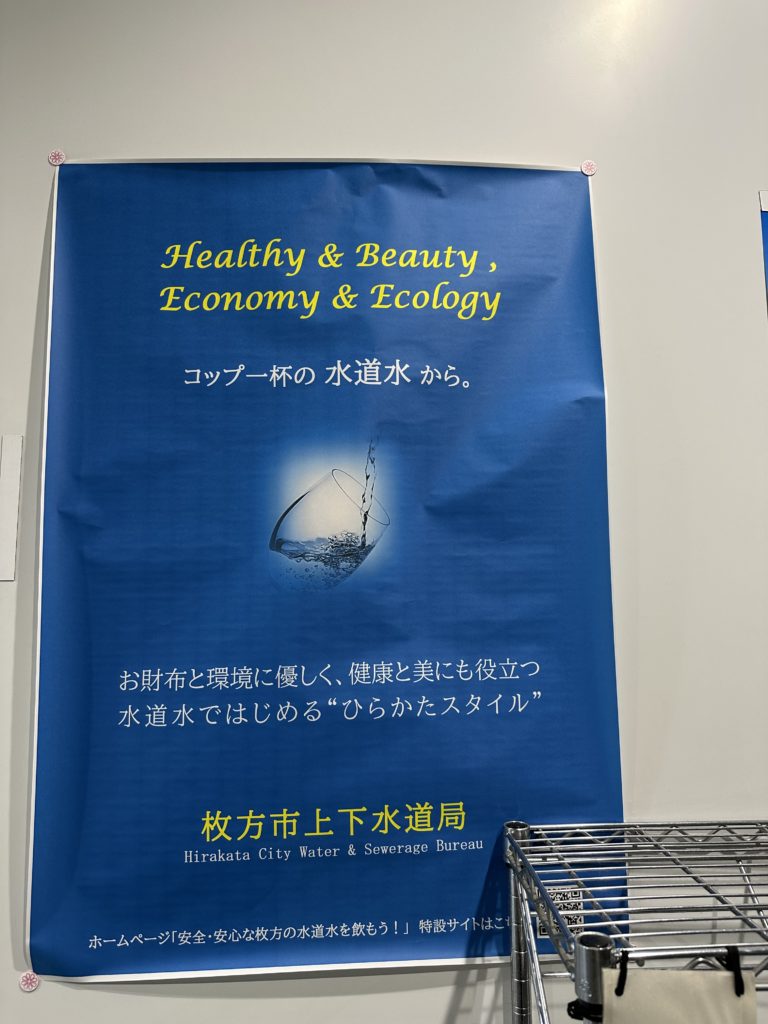 Healthy & Beauty ,
Economy & Ecology
コップ一杯の 水道水 から。
お財布と環境に優しく、健康と美にも役立つ
水道水ではじめる“ひらかたスタイル”
枚方市上下水道局
Hirakata City Water & Sewerage Bureau
ホームページ「安全・安心な枚方の水道水を飲もう！」 特設サイトはこち